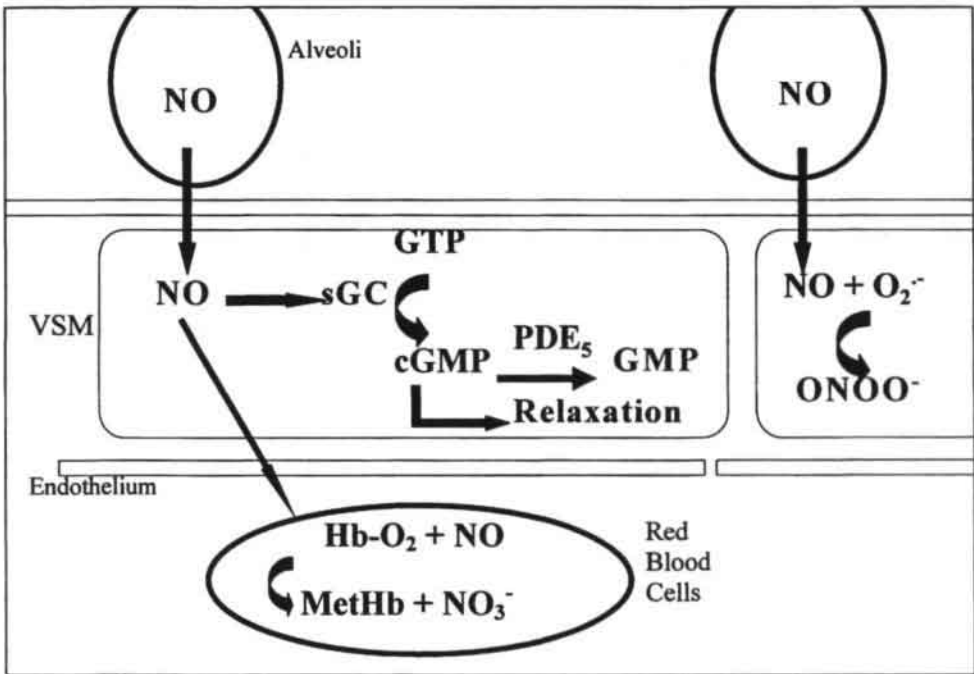 Alveoli
NO
NO
VSM
GTP
NO
sGC
cGMP
PDE₅
GMP
Relaxation
NO + O₂·⁻
ONOO⁻
Endothelium
Hb-O₂ + NO
MetHb + NO₃⁻
Red
Blood
Cells